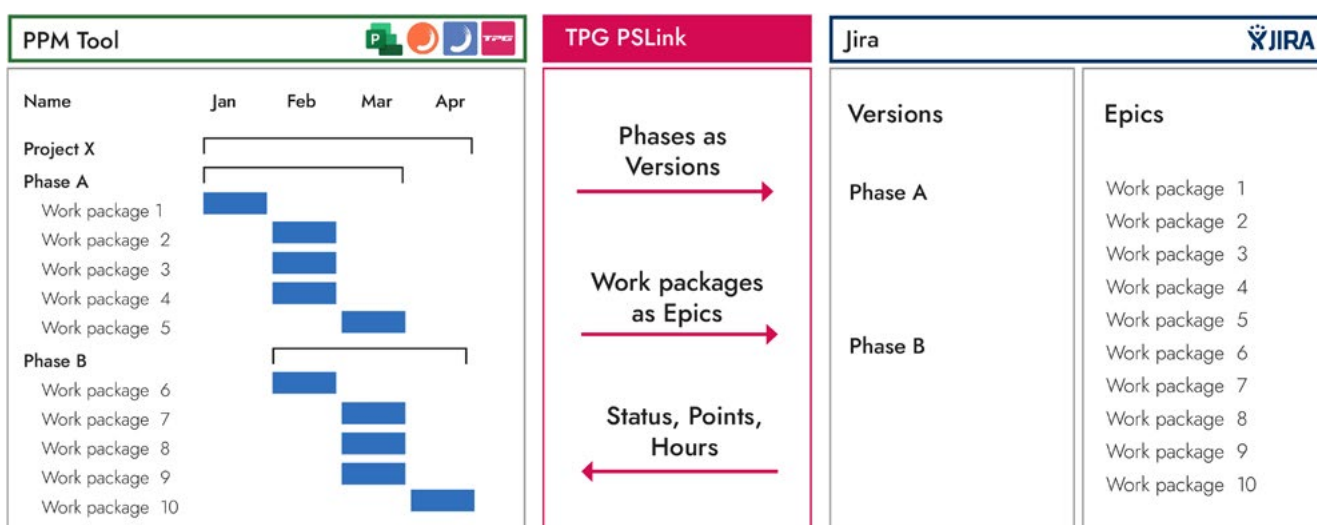 PPM Tool
P
TPG
TPG PSLink
Jira
JIRA
Name Jan Feb Mar Apr
Project X
Phase A
Work package 1
Work package 2
Work package 3
Work package 4
Work package 5
Phase B
Work package 6
Work package 7
Work package 8
Work package 9
Work package 10
Phases as
Versions
Work packages
as Epics
Status, Points,
Hours
Versions
Phase A
Phase B
Epics
Work package 1
Work package 2
Work package 3
Work package 4
Work package 5
Work package 6
Work package 7
Work package 8
Work package 9
Work package 10